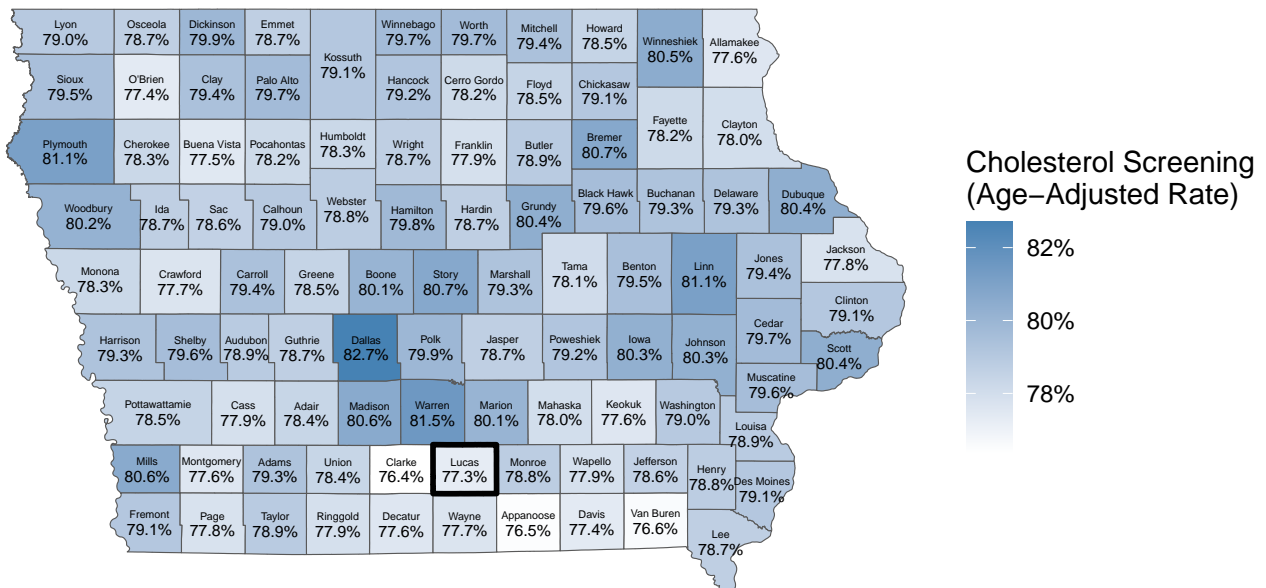 Lyon
79.0%
Osceola
78.7%
Dickinson
79.9%
Emmet
78.7%
Kossuth
79.1%
Winnebago
79.7%
Worth
79.7%
Mitchell
79.4%
Howard
78.5%
Winneshiek
80.5%
Allamakee
77.6%
Sioux
79.5%
O'Brien
77.4%
Clay
79.4%
Palo Alto
79.7%
Hancock
79.2%
Cerro Gordo
78.2%
Floyd
78.5%
Chickasaw
79.1%
Fayette
78.2%
Clayton
78.0%
Plymouth
81.1%
Cherokee
78.3%
Buena Vista
77.5%
Pocahontas
78.2%
Humboldt
78.3%
Wright
78.7%
Franklin
77.9%
Butler
78.9%
Bremer
80.7%
Woodbury
80.2%
Ida
78.7%
Sac
78.6%
Calhoun
79.0%
Webster
78.8%
Hamilton
79.8%
Hardin
78.7%
Grundy
80.4%
Black Hawk
79.6%
Buchanan
79.3%
Delaware
79.3%
Dubuque
80.4%
Monona
78.3%
Crawford
77.7%
Carroll
79.4%
Greene
78.5%
Boone
80.1%
Story
80.7%
Marshall
79.3%
Tama
78.1%
Benton
79.5%
Linn
81.1%
Jones
79.4%
Jackson
77.8%
Clinton
79.1%
Harrison
79.3%
Shelby
79.6%
Audubon
78.9%
Guthrie
78.7%
Dallas
82.7%
Polk
79.9%
Jasper
78.7%
Poweshiek
79.2%
Iowa
80.3%
Johnson
80.3%
Cedar
79.7%
Scott
80.4%
Muscatine
79.6%
Pottawattamie
78.5%
Cass
77.9%
Adair
78.4%
Madison
80.6%
Warren
81.5%
Marion
80.1%
Mahaska
78.0%
Keokuk
77.6%
Washington
79.0%
Louisa
78.9%
Mills
80.6%
Montgomery
77.6%
Adams
79.3%
Union
78.4%
Clarke
76.4%
Lucas
77.3%
Monroe
78.8%
Wapello
77.9%
Jefferson
78.6%
Henry
78.8%
Des Moines
79.1%
Fremont
79.1%
Page
77.8%
Taylor
78.9%
Ringgold
77.9%
Decatur
77.6%
Wayne
77.7%
Appanoose
76.5%
Davis
77.4%
Van Buren
76.6%
Lee
78.7%
Cholesterol Screening
(Age−Adjusted Rate)
82%
80%
78%